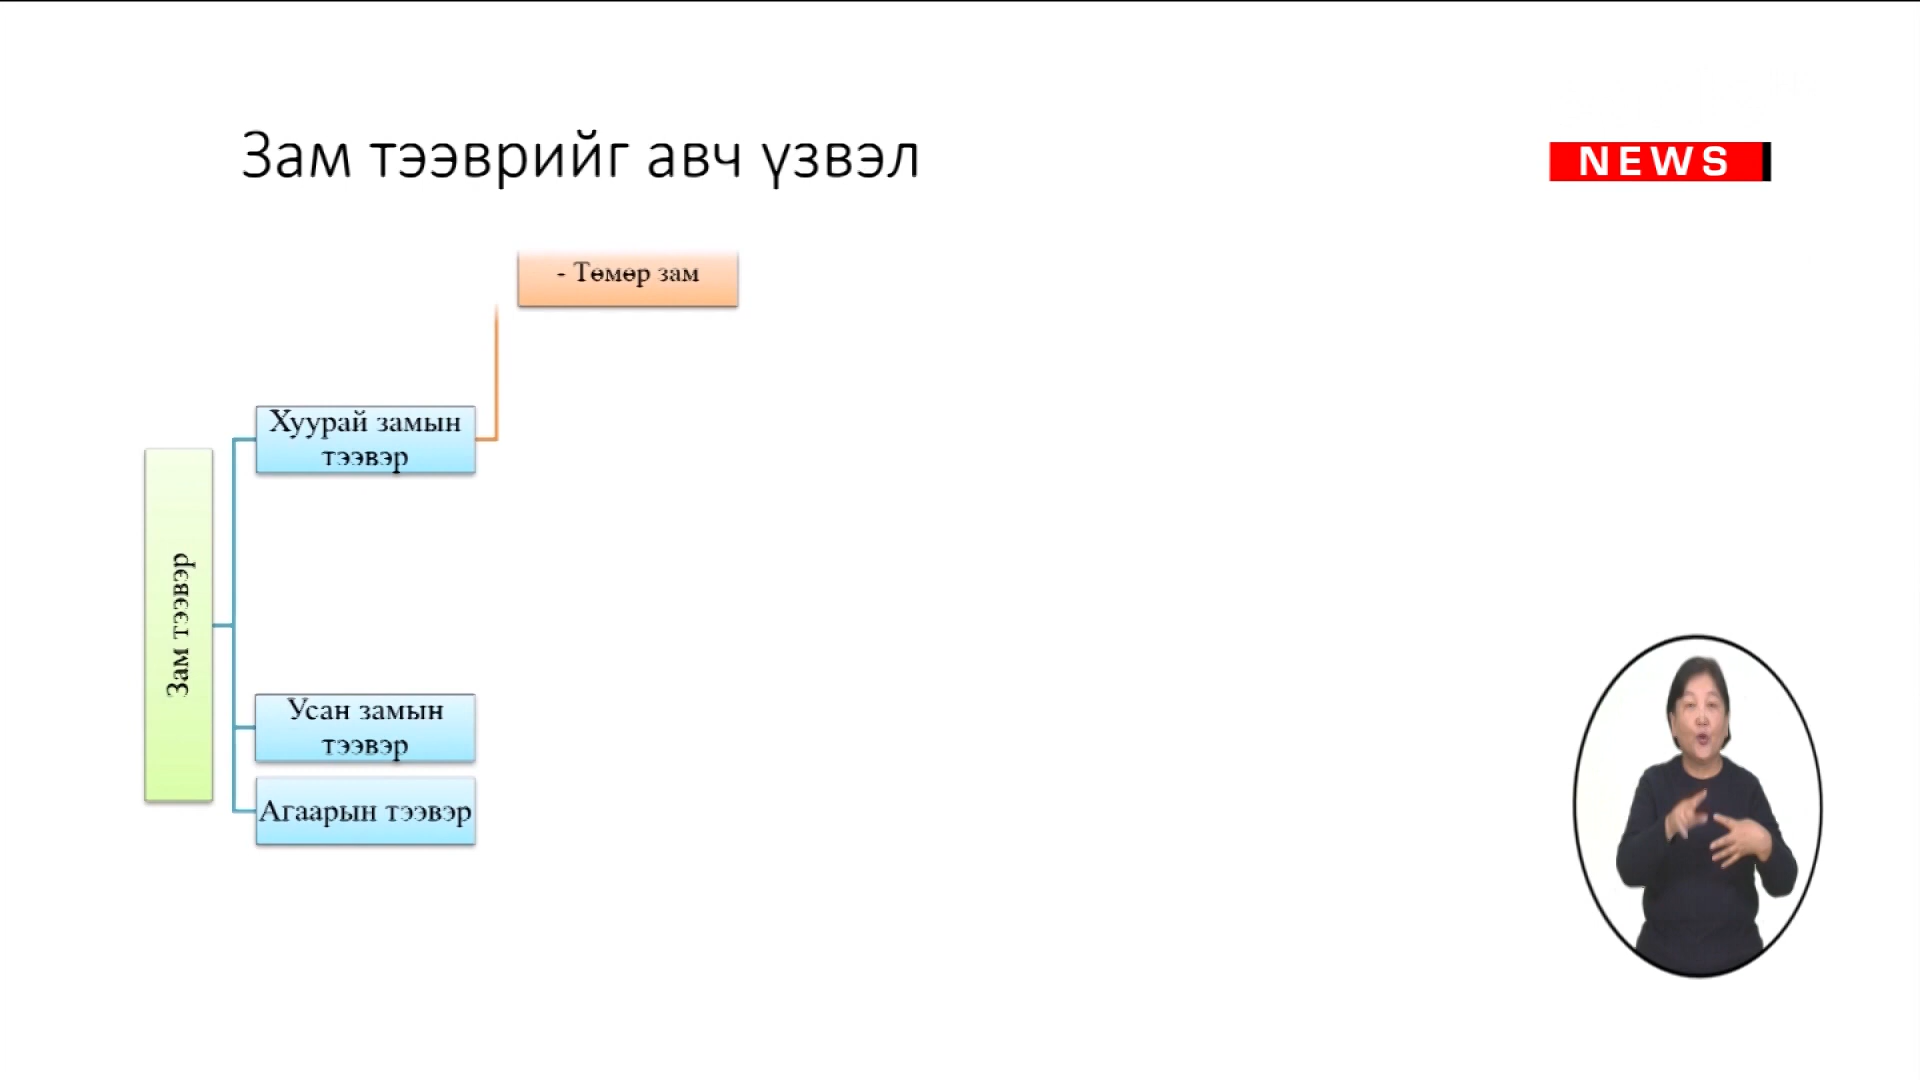 Зам тээврийг авч үзвэл
NEWS
- Төмөр зам
Хуурай замын
тээвэр
Зам тээвэр
Усан замын
тээвэр
Агаарын тээвэр